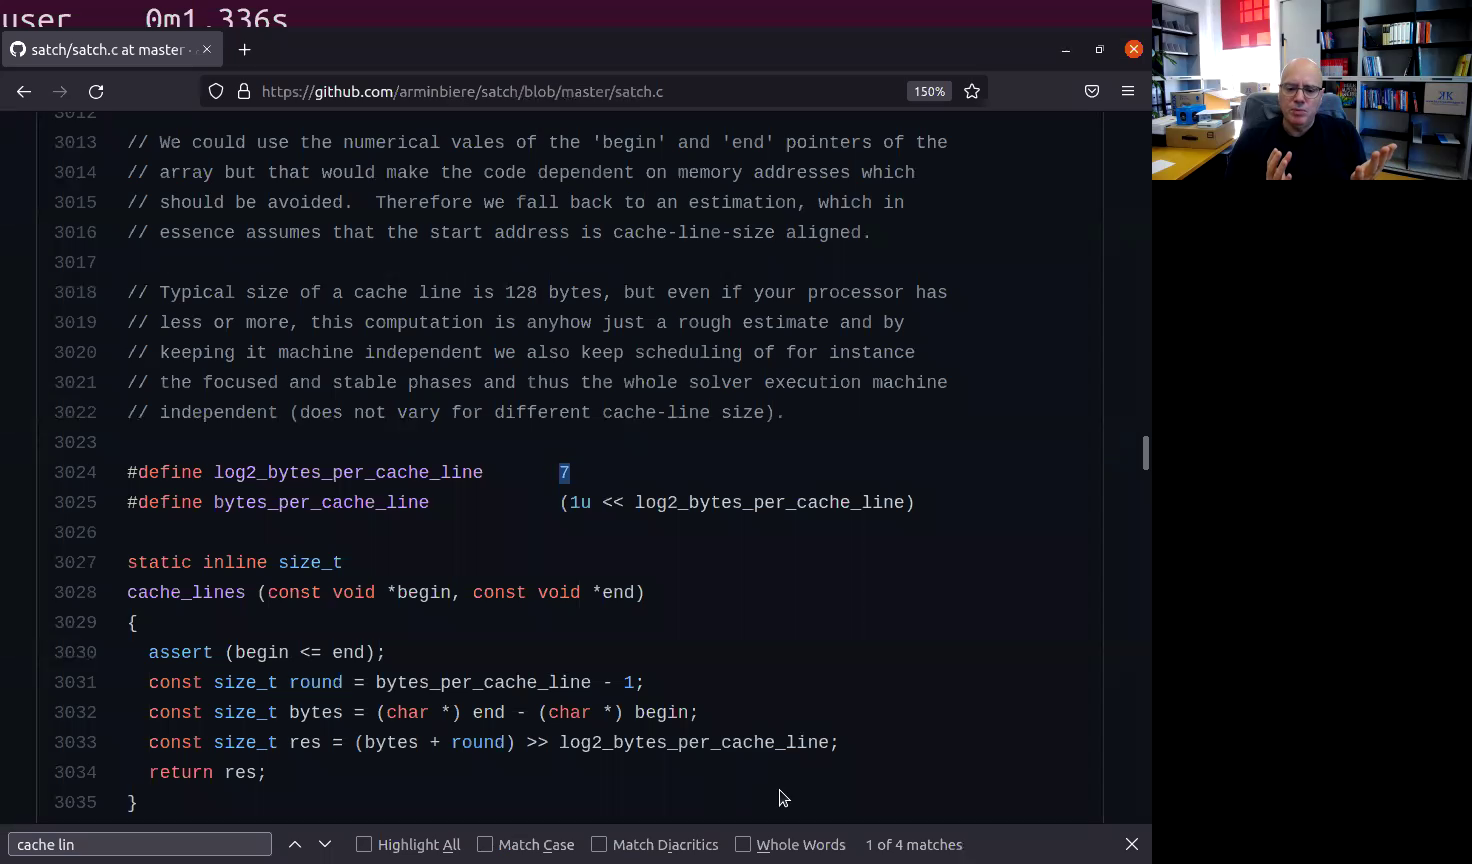 user    0m1.336s
satch/satch.c at master ·
https://github.com/arminbiere/satch/blob/master/satch.c
150%
3012
3013 // We could use the numerical vales of the 'begin' and 'end' pointers of the
3014 // array but that would make the code dependent on memory addresses which
3015 // should be avoided.  Therefore we fall back to an estimation, which in
3016 // essence assumes that the start address is cache-line-size aligned.
3017
3018 // Typical size of a cache line is 128 bytes, but even if your processor has
3019 // less or more, this computation is anyhow just a rough estimate and by
3020 // keeping it machine independent we also keep scheduling of for instance
3021 // the focused and stable phases and thus the whole solver execution machine
3022 // independent (does not vary for different cache-line size).
3023
3024 #define log2_bytes_per_cache_line       7
3025 #define bytes_per_cache_line            (1u << log2_bytes_per_cache_line)
3026
3027 static inline size_t
3028 cache_lines (const void *begin, const void *end)
3029 {
3030   assert (begin <= end);
3031   const size_t round = bytes_per_cache_line - 1;
3032   const size_t bytes = (char *) end - (char *) begin;
3033   const size_t res = (bytes + round) >> log2_bytes_per_cache_line;
3034   return res;
3035 }
cache lin
Highlight All
Match Case
Match Diacritics
Whole Words
1 of 4 matches